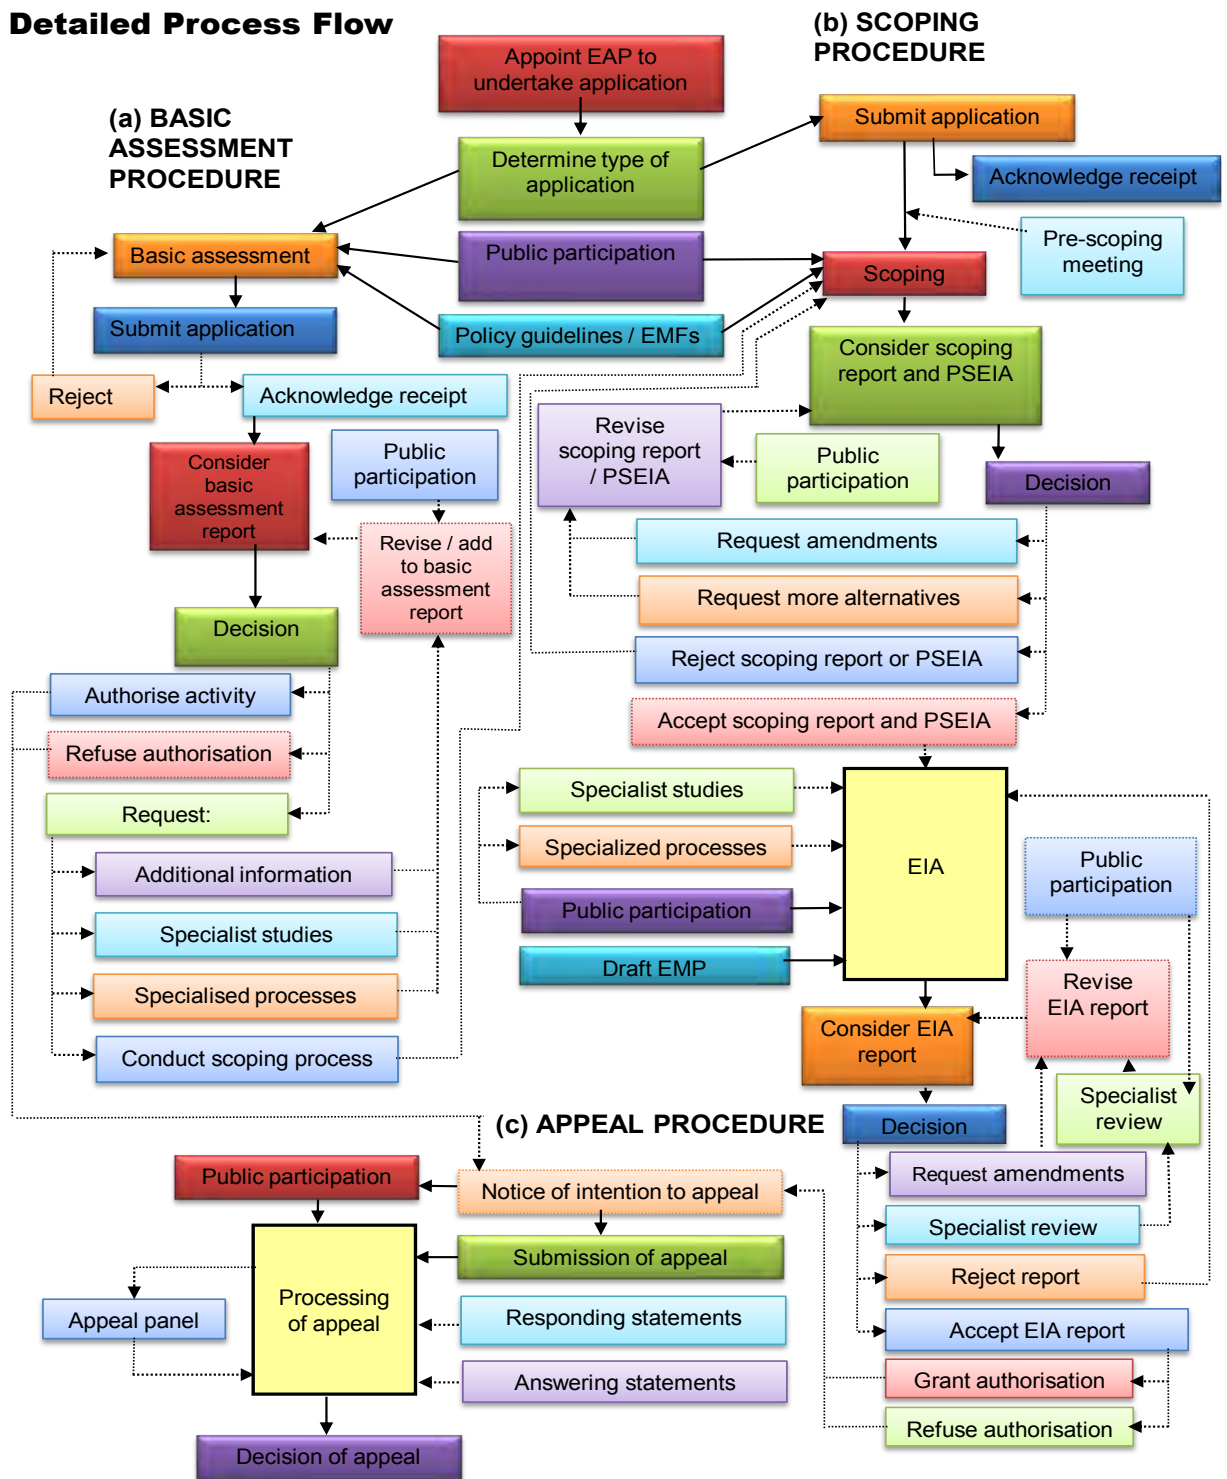 Detailed Process Flow
(b) SCOPING
PROCEDURE
Appoint EAP to
undertake application
Submit application
(a) BASIC
ASSESSMENT
PROCEDURE
Determine type of
application
Acknowledge receipt
Basic assessment
Public participation
Pre-scoping
meeting
Scoping
Submit application
Policy guidelines / EMFs
Consider scoping
report and PSEIA
Reject
Acknowledge receipt
Revise
scoping report
/ PSEIA
Public
participation
Consider
basic
assessment
report
Public
participation
Decision
Revise / add
to basic
assessment
report
Request amendments
Request more alternatives
Decision
Reject scoping report or PSEIA
Authorise activity
Accept scoping report and PSEIA
Refuse authorisation
Specialist studies
Request:
Specialized processes
EIA
Public
participation
Additional information
Public participation
Specialist studies
Draft EMP
Revise
EIA report
Specialised processes
Consider EIA
report
Conduct scoping process
Specialist
review
(c) APPEAL PROCEDURE
Decision
Public participation
Notice of intention to appeal
Request amendments
Submission of appeal
Specialist review
Reject report
Processing
of appeal
Appeal panel
Responding statements
Accept EIA report
Answering statements
Grant authorisation
Refuse authorisation
Decision of appeal